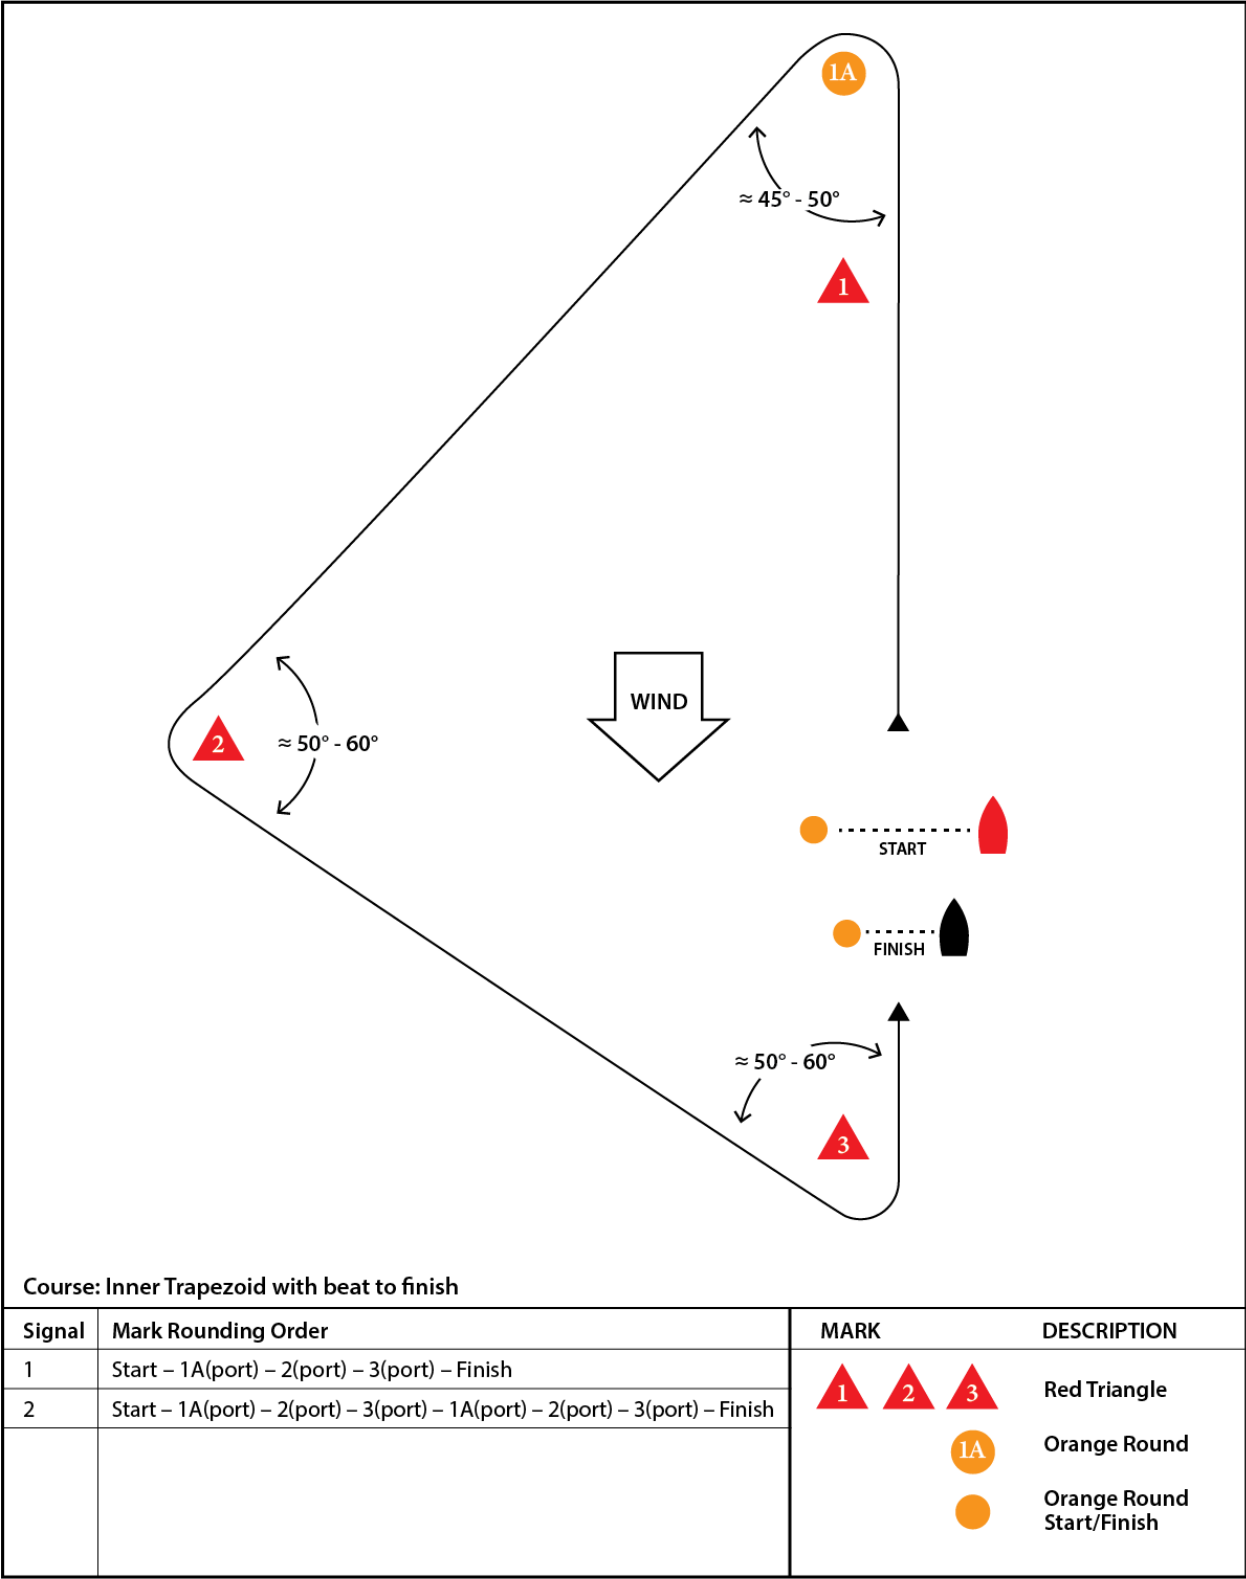 1A
≈ 45° - 50°
1
2
≈ 50° - 60°
WIND
START
FINISH
≈ 50° - 60°
3
Course: Inner Trapezoid with beat to finish
Signal Mark Rounding Order
1 Start – 1A(port) – 2(port) – 3(port) – Finish
2 Start – 1A(port) – 2(port) – 3(port) – 1A(port) – 2(port) – 3(port) – Finish
MARK DESCRIPTION
1 2 3 Red Triangle
1A Orange Round
Orange Round
Start/Finish